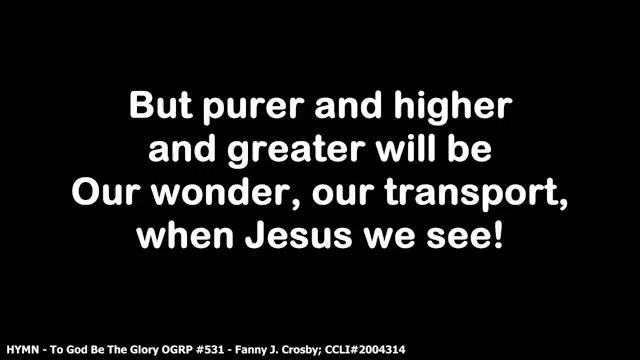 But purer and higher
and greater will be
Our wonder, our transport,
when Jesus we see!
HYMN - To God Be The Glory OGRP #531 - Fanny J. Crosby; CCLI#2004314